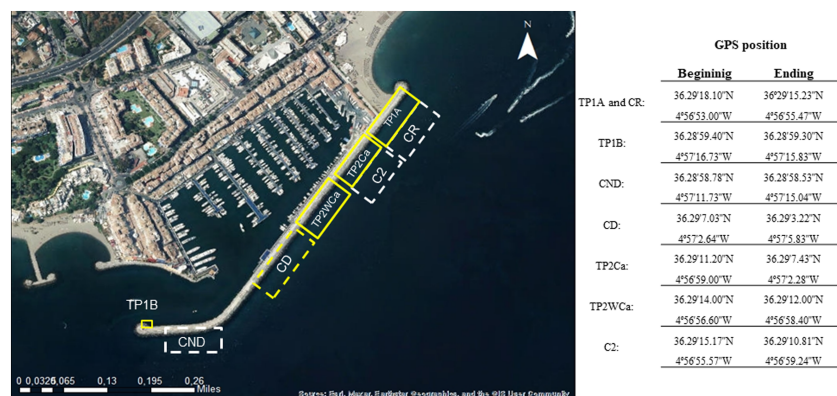 N
TP1A
CR
TP2Ca
C2
TP2WCa
CD
TP1B
CND
0 0,0325 0,065 0,13 0,195 0,26
Miles
Source: Esri, Maxar, Earthstar Geographics, and the GIS User Community
GPS position
Begininig Ending
TP1A and CR: 36.29'18.10"N 36º29'15.23"N
4º56'53.00"W 4º56'55.47"W
TP1B: 36.28'59.40"N 36.28'59.30"N
4º57'16.73"W 4º57'15.83"W
CND: 36.28'58.78"N 36.28'58.53"N
4º57'11.73"W 4º57'15.04"W
CD: 36.29'7.03"N 36.29'3.22"N
4º57'2.64"W 4º57'5.83"W
TP2Ca: 36.29'11.20"N 36.29'7.43"N
4º56'59.00"W 4º57'2.28"W
TP2WCa: 36.29'14.00"N 36.29'12.00"N
4º56'56.60"W 4º56'58.40"W
C2: 36.29'15.17"N 36.29'10.81"N
4º56'55.57"W 4º56'59.24"W